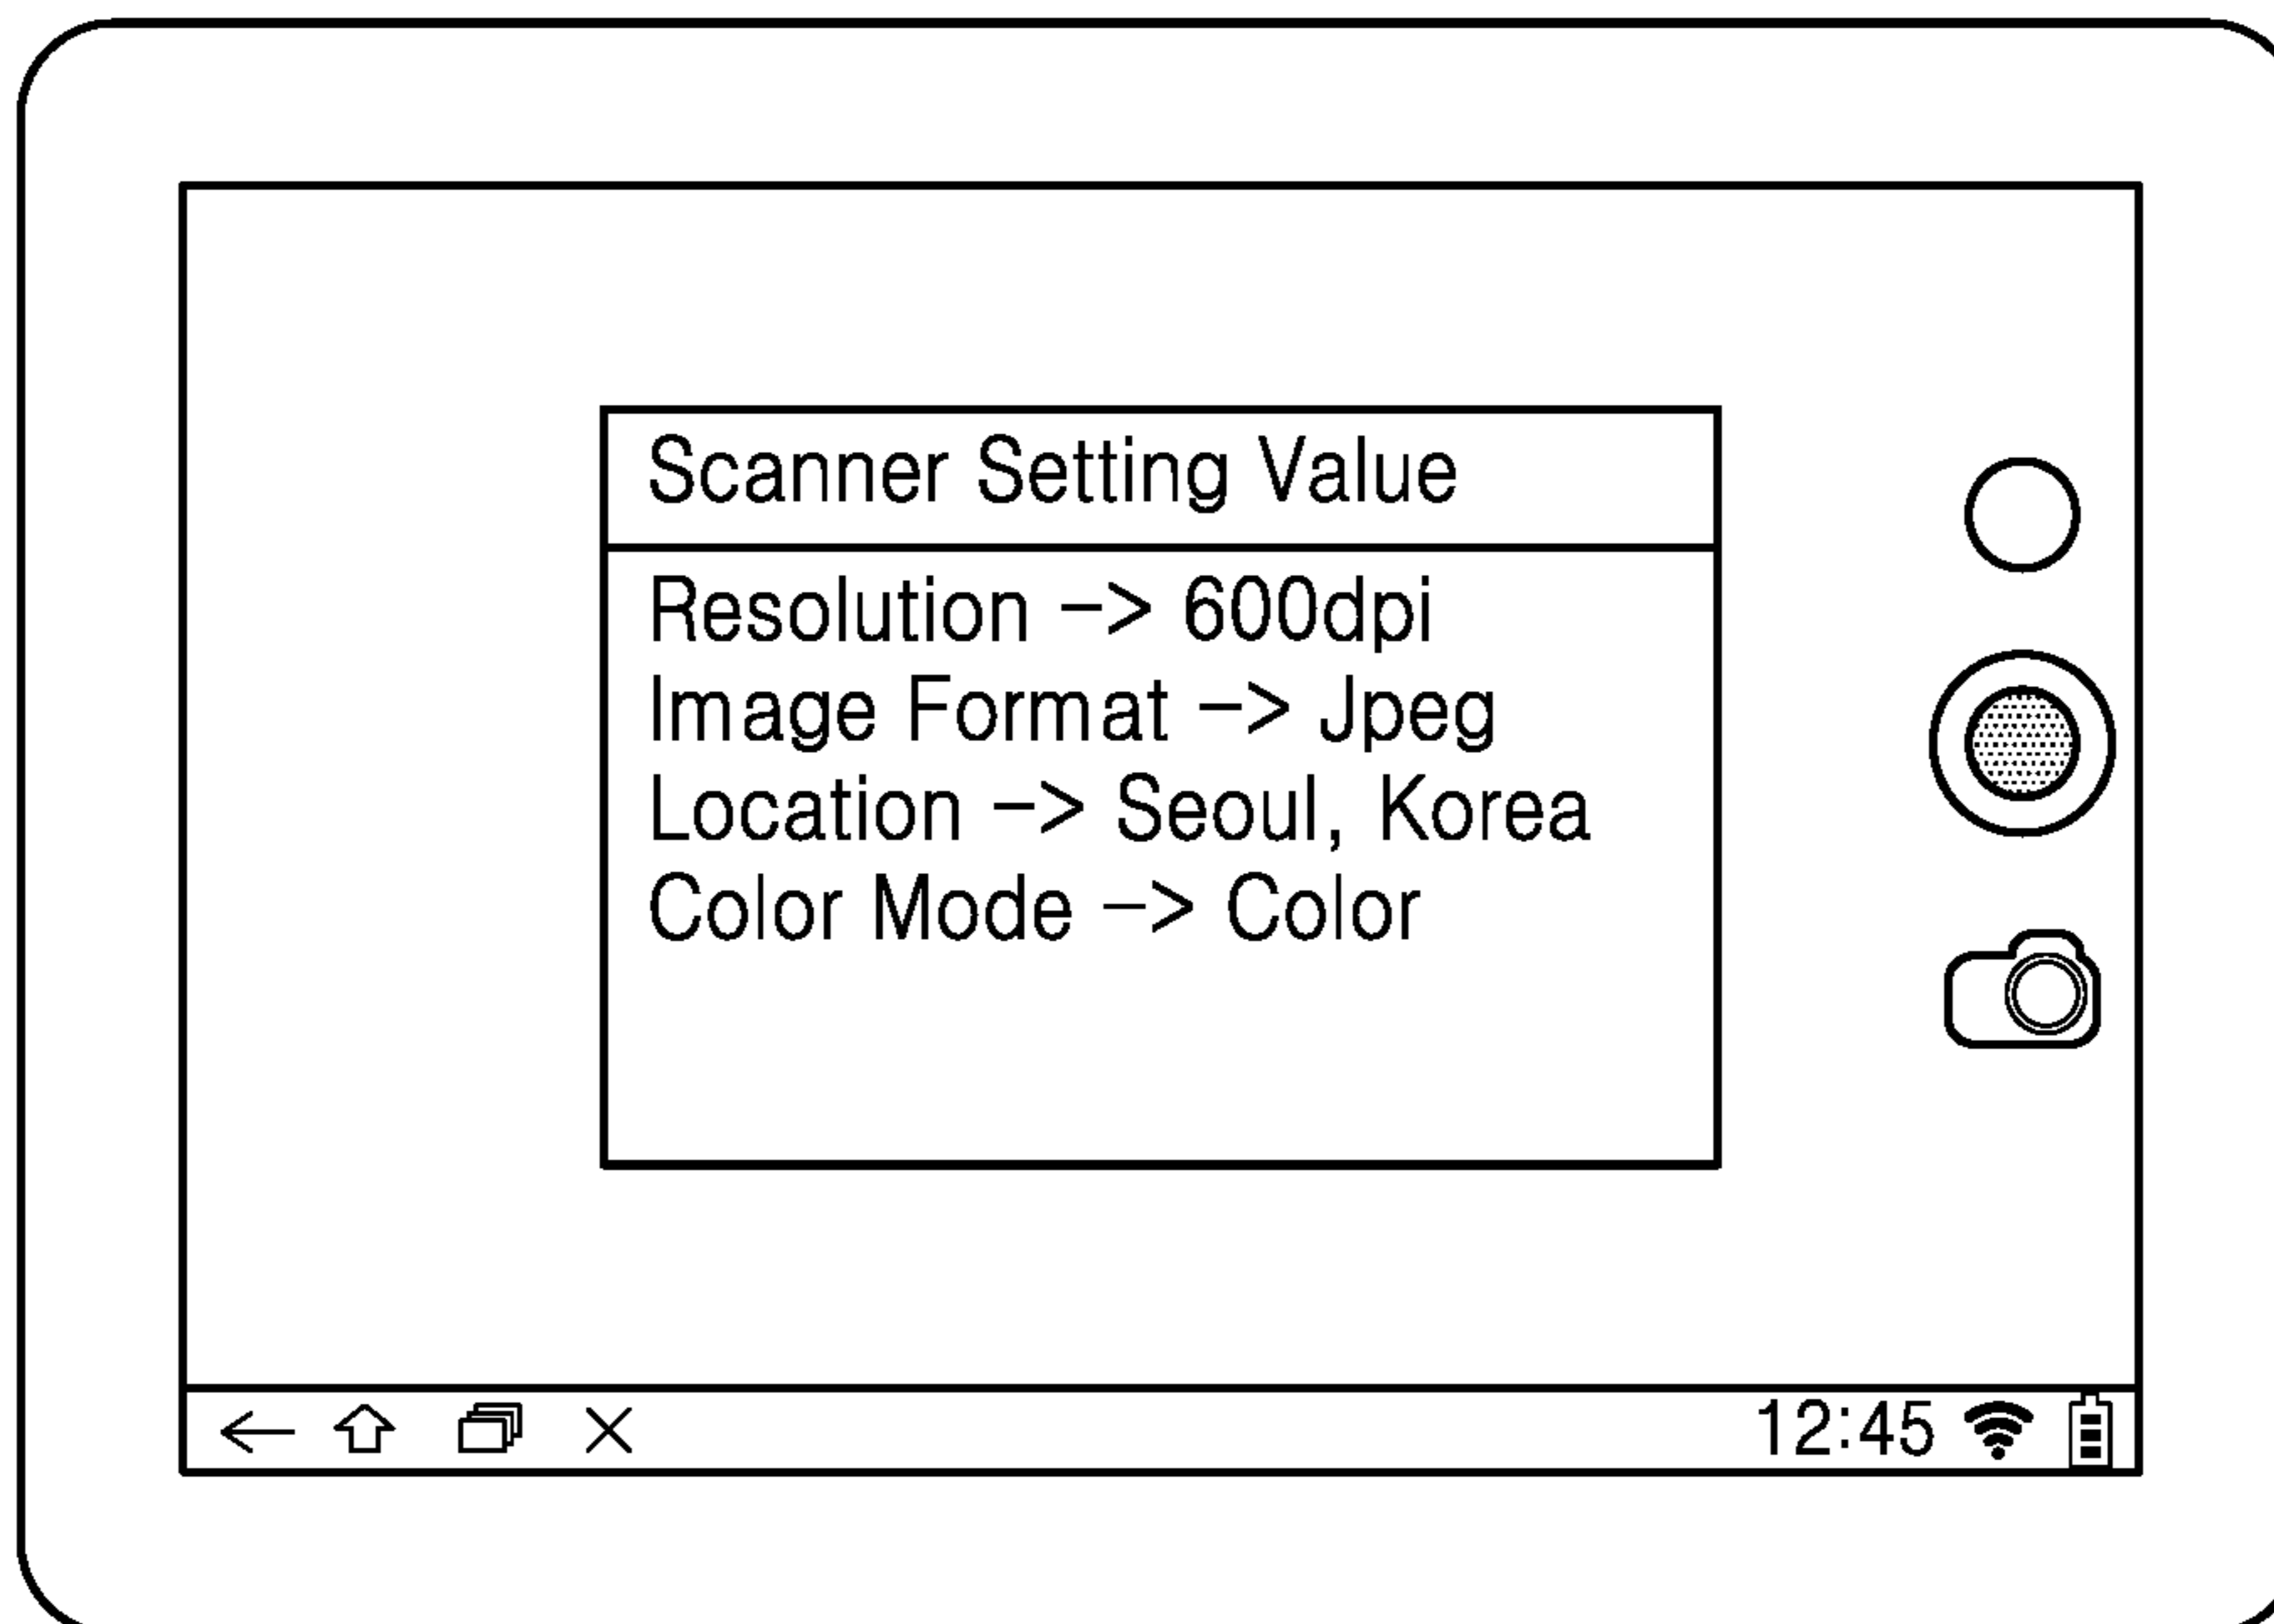 Scanner Setting Value
Resolution –> 600dpi
Image Format –> Jpeg
Location –> Seoul, Korea
Color Mode –> Color
12:45